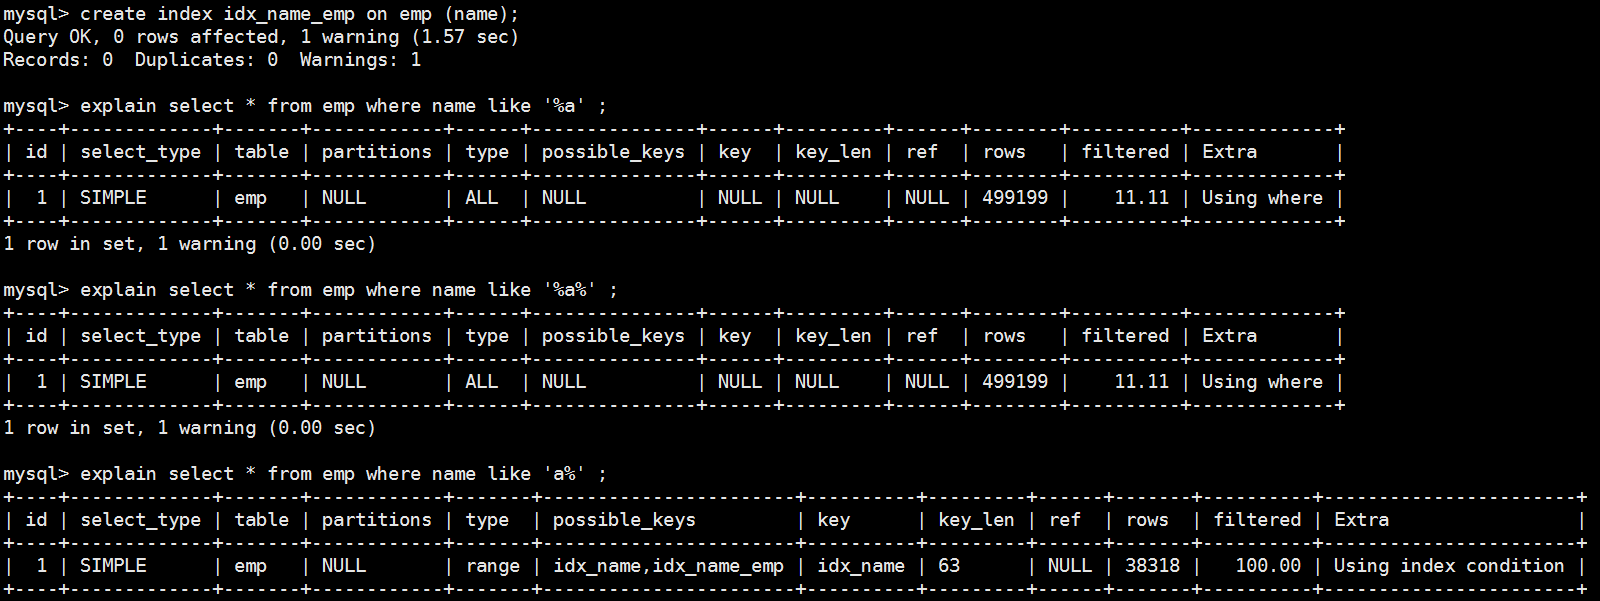 mysql> create index idx_name_emp on emp (name);
Query OK, 0 rows affected, 1 warning (1.57 sec)
Records: 0  Duplicates: 0  Warnings: 1
mysql> explain select * from emp where name like '%a' ;
+----+-------------+-------+------------+------+---------------+------+---------+------+--------+----------+-------------+
| id | select_type | table | partitions | type | possible_keys | key  | key_len | ref  | rows   | filtered | Extra       |
+----+-------------+-------+------------+------+---------------+------+---------+------+--------+----------+-------------+
|  1 | SIMPLE      | emp   | NULL       | ALL  | NULL          | NULL | NULL    | NULL | 499199 |    11.11 | Using where |
+----+-------------+-------+------------+------+---------------+------+---------+------+--------+----------+-------------+
1 row in set, 1 warning (0.00 sec)
mysql> explain select * from emp where name like '%a%' ;
+----+-------------+-------+------------+------+---------------+------+---------+------+--------+----------+-------------+
| id | select_type | table | partitions | type | possible_keys | key  | key_len | ref  | rows   | filtered | Extra       |
+----+-------------+-------+------------+------+---------------+------+---------+------+--------+----------+-------------+
|  1 | SIMPLE      | emp   | NULL       | ALL  | NULL          | NULL | NULL    | NULL | 499199 |    11.11 | Using where |
+----+-------------+-------+------------+------+---------------+------+---------+------+--------+----------+-------------+
1 row in set, 1 warning (0.00 sec)
mysql> explain select * from emp where name like 'a%' ;
+----+-------------+-------+------------+-------+-----------------------+----------+---------+------+-------+----------+-----------------------+
| id | select_type | table | partitions | type  | possible_keys         | key      | key_len | ref  | rows  | filtered | Extra                 |
+----+-------------+-------+------------+-------+-----------------------+----------+---------+------+-------+----------+-----------------------+
|  1 | SIMPLE      | emp   | NULL       | range | idx_name,idx_name_emp | idx_name | 63      | NULL | 38318 |   100.00 | Using index condition |
+----+-------------+-------+------------+-------+-----------------------+----------+---------+------+-------+----------+-----------------------+